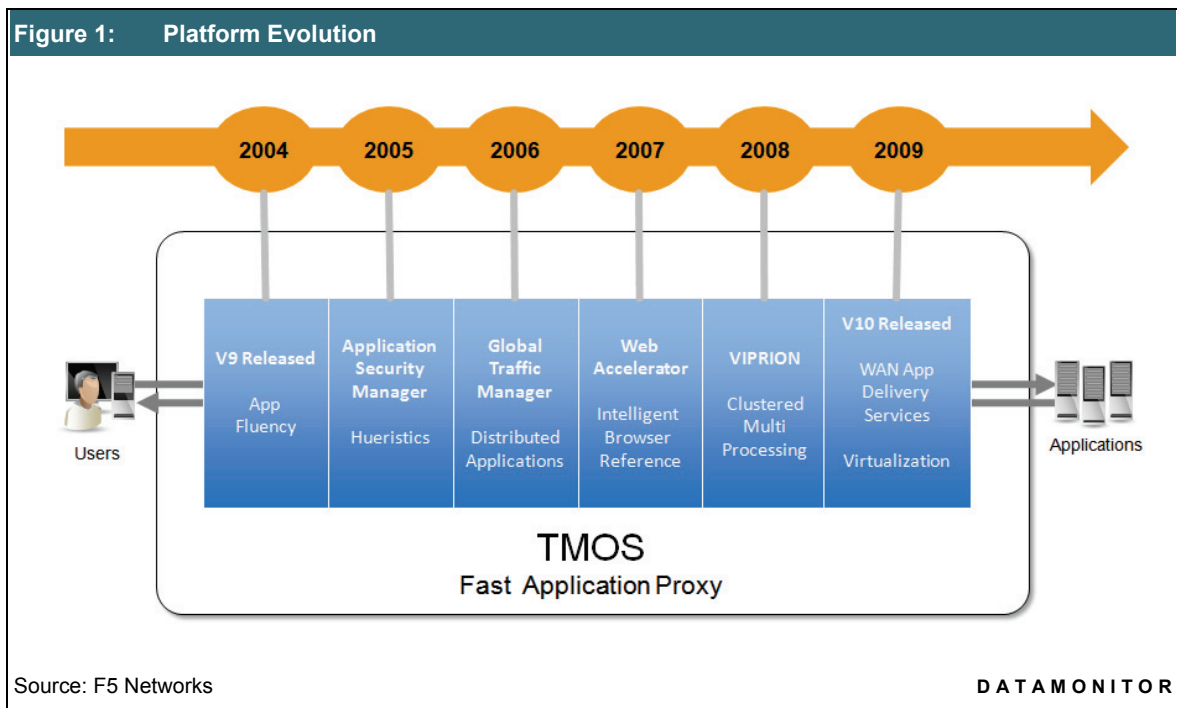 Figure 1: Platform Evolution
2004 2005 2006 2007 2008 2009
V9 Released
App
Fluency
Application
Security
Manager
Hueristics
Global
Traffic
Manager
Distributed
Applications
Web
Accelerator
Intelligent
Browser
Reference
VIPRION
Clustered
Multi
Processing
V10 Released
WAN App
Delivery
Services
Virtualization
Users
Applications
TMOS
Fast Application Proxy
Source: F5 Networks
DATAMONITOR